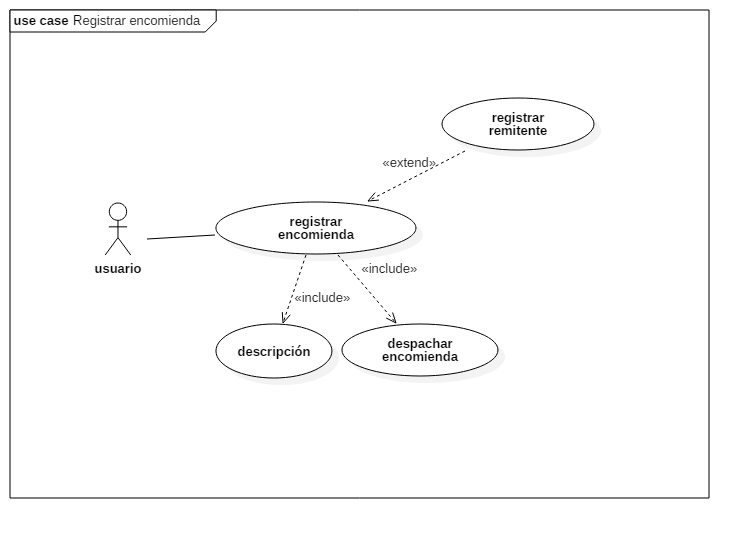 use case Registrar encomienda
registrar
remitente
«extend»
registrar
encomienda
usuario
«include»
«include»
descripción
despachar
encomienda